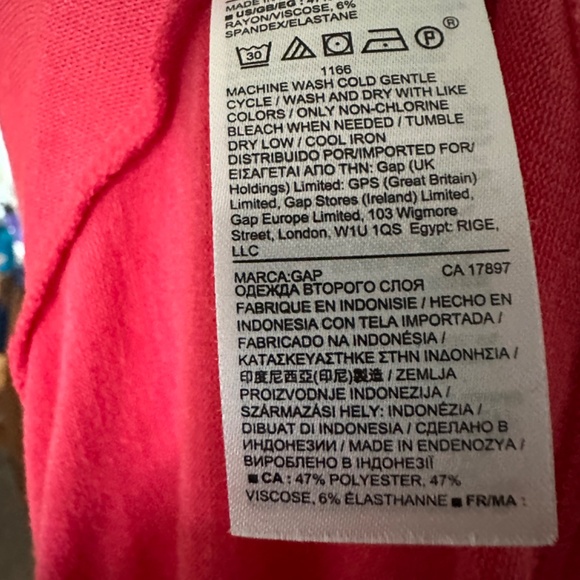 MADE IN
■ US/GB/EG : 47%
RAYON/VISCOSE, 6%
SPANDEX/ELASTANE
30
P
®
1166
MACHINE WASH COLD GENTLE
CYCLE / WASH AND DRY WITH LIKE
COLORS / ONLY NON-CHLORINE
BLEACH WHEN NEEDED / TUMBLE
DRY LOW / COOL IRON
DISTRIBUIDO POR/IMPORTED FOR/
ΕΙΣΑΓΕΤΑΙ ΑΠΟ ΤΗΝ: Gap (UK
Holdings) Limited: GPS (Great Britain)
Limited, Gap Stores (Ireland) Limited,
Gap Europe Limited, 103 Wigmore
Street, London, W1U 1QS Egypt: RIGE,
LLC
MARCA:GAP CA 17897
ОДЕЖДА ВТОРОГО СЛОЯ
FABRIQUE EN INDONISIE / HECHO EN
INDONESIA CON TELA IMPORTADA /
FABRICADO NA INDONÉSIA /
ΚΑΤΑΣΚΕΥΑΣΤΗΚΕ ΣΤΗΝ ΙΝΔΟΝΗΣΙΑ /
印度尼西亞(印尼)製造 / ZEMLJA
PROIZVODNJE INDONEZIJA /
SZÁRMAZÁSI HELY: INDONÉZIA /
DIBUAT DI INDONESIA / СДЕЛАНО В
ИНДОНЕЗИИ / MADE IN ENDENOZYA /
ВИРОБЛЕНО В ІНДОНЕЗІЇ
■ CA : 47% POLYESTER, 47%
VISCOSE, 6% ÉLASTHANNE ■ FR/MA :